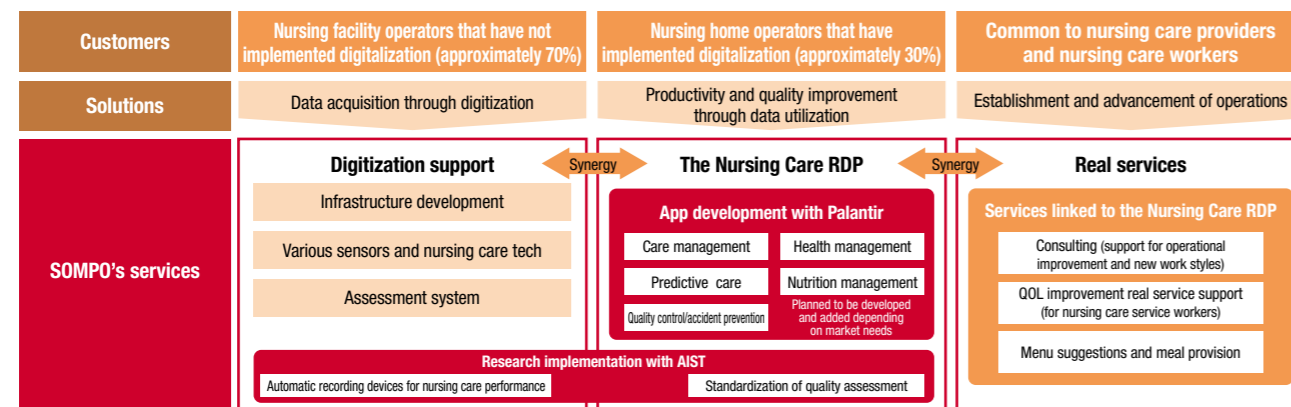 Customers
Nursing facility operators that have not
implemented digitalization (approximately 70%)
Nursing home operators that have
implemented digitalization (approximately 30%)
Common to nursing care providers
and nursing care workers
Solutions
Data acquisition through digitization
Productivity and quality improvement
through data utilization
Establishment and advancement of operations
SOMPO's services
Digitization support
Infrastructure development
Various sensors and nursing care tech
Assessment system
Synergy
The Nursing Care RDP
App development with Palantir
Care management
Health management
Predictive care
Nutrition management
Quality control/accident prevention
Planned to be developed
and added depending
on market needs
Synergy
Real services
Services linked to the Nursing Care RDP
Consulting (support for operational
improvement and new work styles)
QOL improvement real service support
(for nursing care service workers)
Menu suggestions and meal provision
Research implementation with AIST
Automatic recording devices for nursing care performance
Standardization of quality assessment